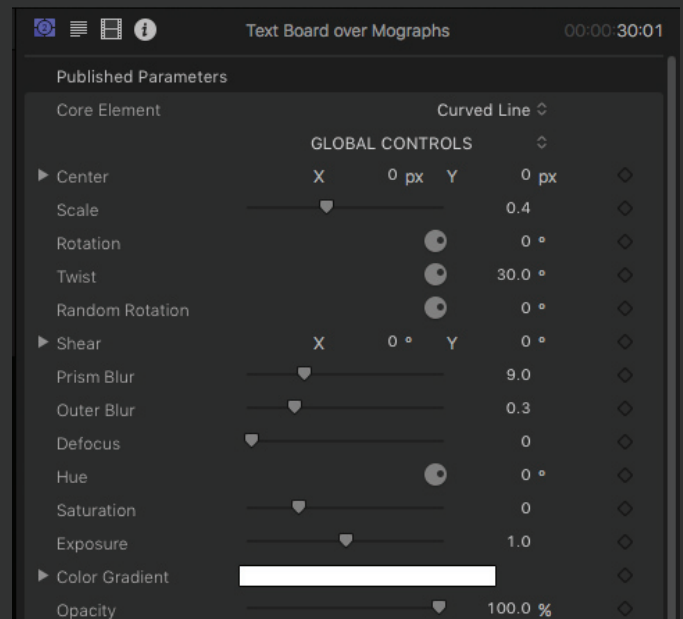 Text Board over Mographs 00:00:30:01
Published Parameters
Core Element Curved Line
GLOBAL CONTROLS
Center X 0 px Y 0 px
Scale 0.4
Rotation 0 °
Twist 30.0 °
Random Rotation 0 °
Shear X 0 ° Y 0 °
Prism Blur 9.0
Outer Blur 0.3
Defocus 0
Hue 0 °
Saturation 0
Exposure 1.0
Color Gradient
Opacity 100.0 %